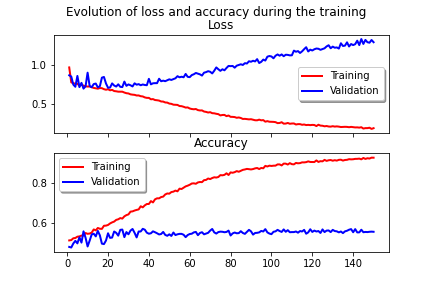 Evolution of loss and accuracy during the training
Loss
1.0
0.5
Training
Validation
Accuracy
Training
Validation
0.8
0.6
0 20 40 60 80 100 120 140